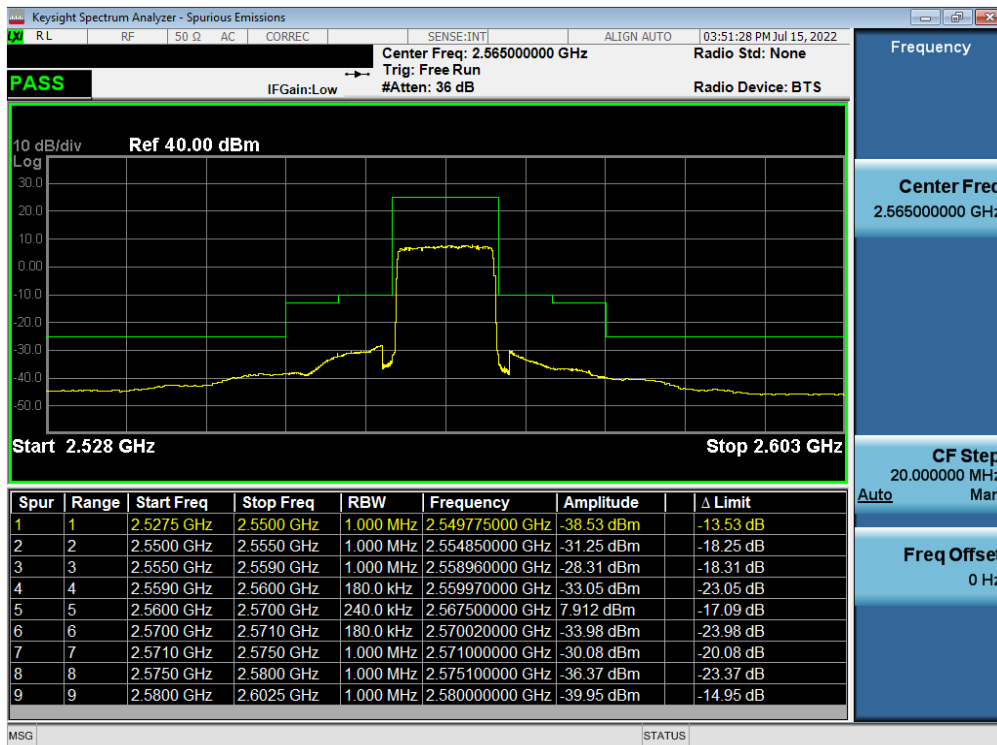 Keysight Spectrum Analyzer - Spurious Emissions
LXI RL RF 50 Ω AC CORREC SENSE:INT ALIGN AUTO 03:51:28 PM Jul 15, 2022
Center Freq: 2.565000000 GHz Radio Std: None
Trig: Free Run
PASS IFGain:Low #Atten: 36 dB Radio Device: BTS
10 dB/div Ref 40.00 dBm
Log
30.0
20.0
10.0
0.00
-10.0
-20.0
-30.0
-40.0
-50.0
Start 2.528 GHz Stop 2.603 GHz
Spur Range Start Freq Stop Freq RBW Frequency Amplitude Δ Limit
1 1 2.5275 GHz 2.5500 GHz 1.000 MHz 2.549775000 GHz -38.53 dBm -13.53 dB
2 2 2.5500 GHz 2.5550 GHz 1.000 MHz 2.554850000 GHz -31.25 dBm -18.25 dB
3 3 2.5550 GHz 2.5590 GHz 1.000 MHz 2.558960000 GHz -28.31 dBm -18.31 dB
4 4 2.5590 GHz 2.5600 GHz 180.0 kHz 2.559970000 GHz -33.05 dBm -23.05 dB
5 5 2.5600 GHz 2.5700 GHz 240.0 kHz 2.567500000 GHz 7.912 dBm -17.09 dB
6 6 2.5700 GHz 2.5710 GHz 180.0 kHz 2.570020000 GHz -33.98 dBm -23.98 dB
7 7 2.5710 GHz 2.5750 GHz 1.000 MHz 2.571000000 GHz -30.08 dBm -20.08 dB
8 8 2.5750 GHz 2.5800 GHz 1.000 MHz 2.575100000 GHz -36.37 dBm -23.37 dB
9 9 2.5800 GHz 2.6025 GHz 1.000 MHz 2.580000000 GHz -39.95 dBm -14.95 dB
MSG STATUS
Frequency
Center Freq
2.565000000 GHz
CF Step
20.000000 MHz
Auto Man
Freq Offset
0 Hz